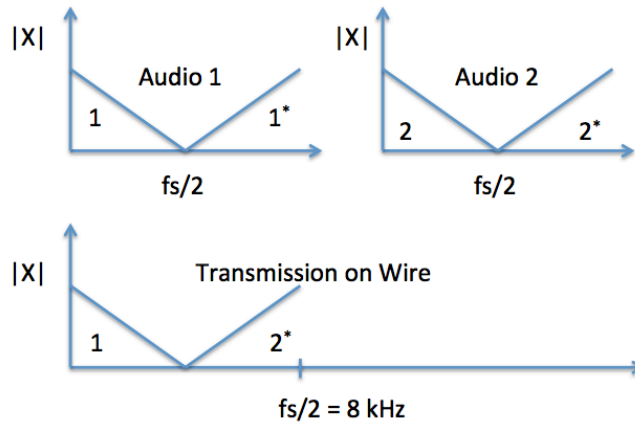 |X|
Audio 1
1
1*
fs/2
|X|
Audio 2
2
2*
fs/2
|X|
Transmission on Wire
1
2*
fs/2 = 8 kHz